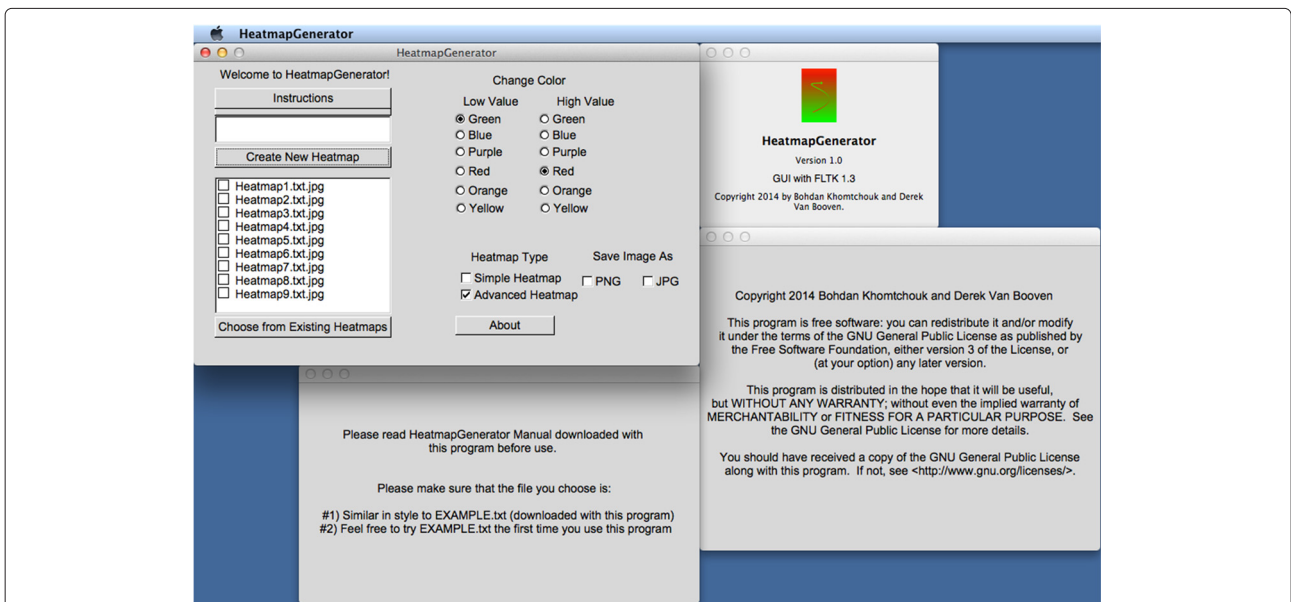 HeatmapGenerator
HeatmapGenerator
Welcome to HeatmapGenerator!
Instructions
Create New Heatmap
Heatmap1.txt.jpg
Heatmap2.txt.jpg
Heatmap3.txt.jpg
Heatmap4.txt.jpg
Heatmap5.txt.jpg
Heatmap6.txt.jpg
Heatmap7.txt.jpg
Heatmap8.txt.jpg
Heatmap9.txt.jpg
Choose from Existing Heatmaps
Change Color
Low Value High Value
Green Green
Blue Blue
Purple Purple
Red Red
Orange Orange
Yellow Yellow
Heatmap Type Save Image As
Simple Heatmap PNG JPG
Advanced Heatmap
About
HeatmapGenerator
Version 1.0
GUI with FLTK 1.3
Copyright 2014 by Bohdan Khomtchouk and Derek
Van Booven.
Copyright 2014 Bohdan Khomtchouk and Derek Van Booven
This program is free software: you can redistribute it and/or modify
it under the terms of the GNU General Public License as published by
the Free Software Foundation, either version 3 of the License, or
(at your option) any later version.
This program is distributed in the hope that it will be useful,
but WITHOUT ANY WARRANTY; without even the implied warranty of
MERCHANTABILITY or FITNESS FOR A PARTICULAR PURPOSE. See
the GNU General Public License for more details.
You should have received a copy of the GNU General Public License
along with this program. If not, see <http://www.gnu.org/licenses/>.
Please read HeatmapGenerator Manual downloaded with
this program before use.
Please make sure that the file you choose is:
#1) Similar in style to EXAMPLE.txt (downloaded with this program)
#2) Feel free to try EXAMPLE.txt the first time you use this program